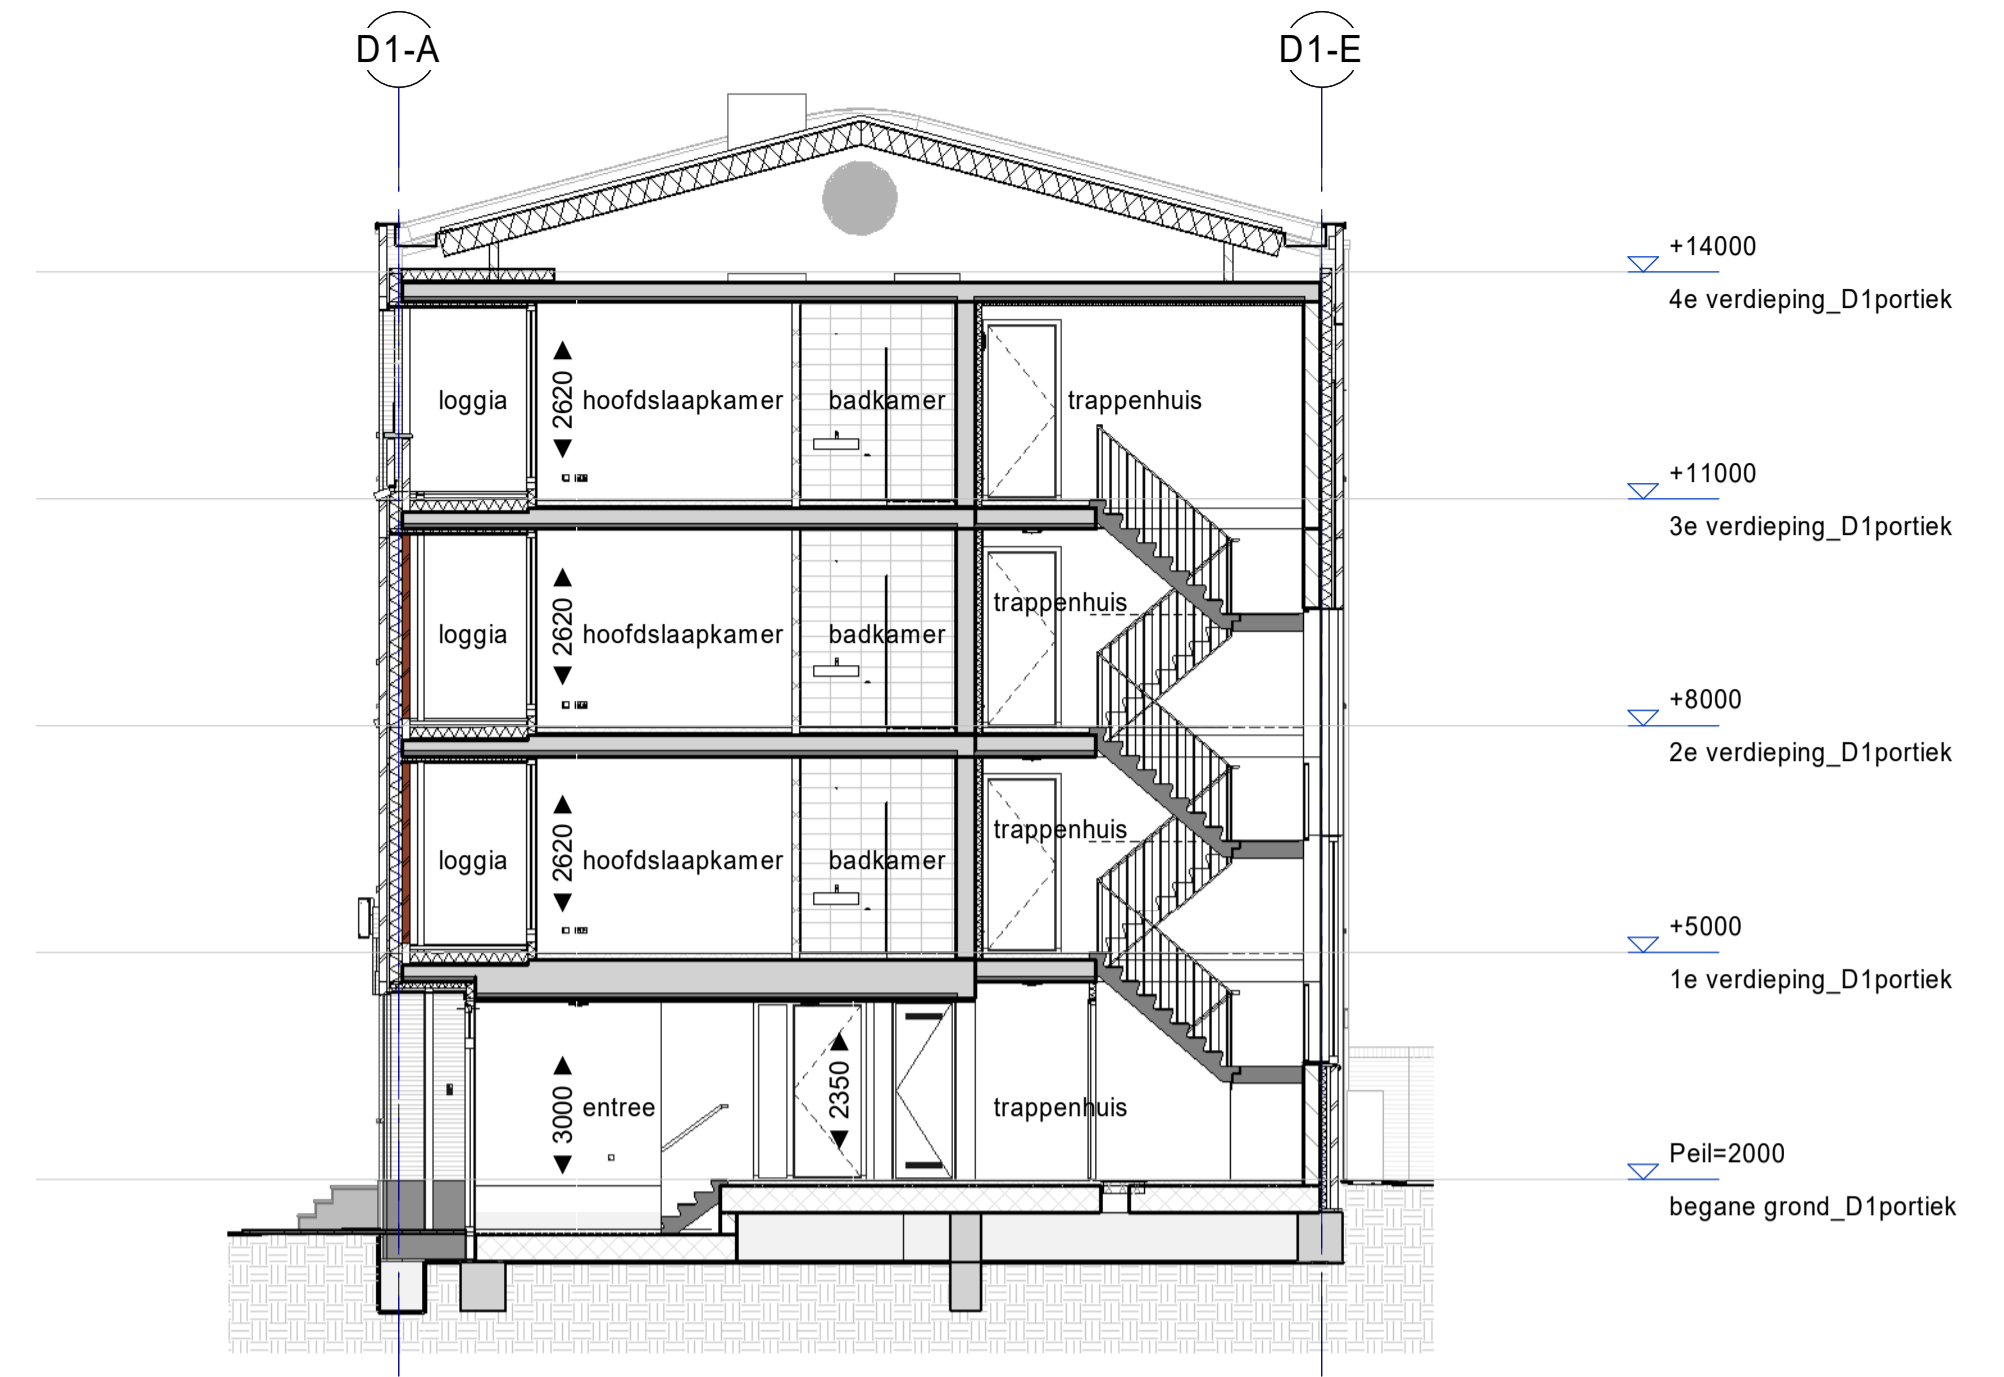 D1-A
D1-E
+14000
4e verdieping_D1portiek
loggia
2620
hoofdslaapkamer
badkamer
trappenhuis
+11000
3e verdieping_D1portiek
trappenhuis
loggia
2620
hoofdslaapkamer
badkamer
+8000
2e verdieping_D1portiek
trappenhuis
loggia
2620
hoofdslaapkamer
badkamer
+5000
1e verdieping_D1portiek
3000
entree
2350
trappenhuis
Peil=2000
begane grond_D1portiek